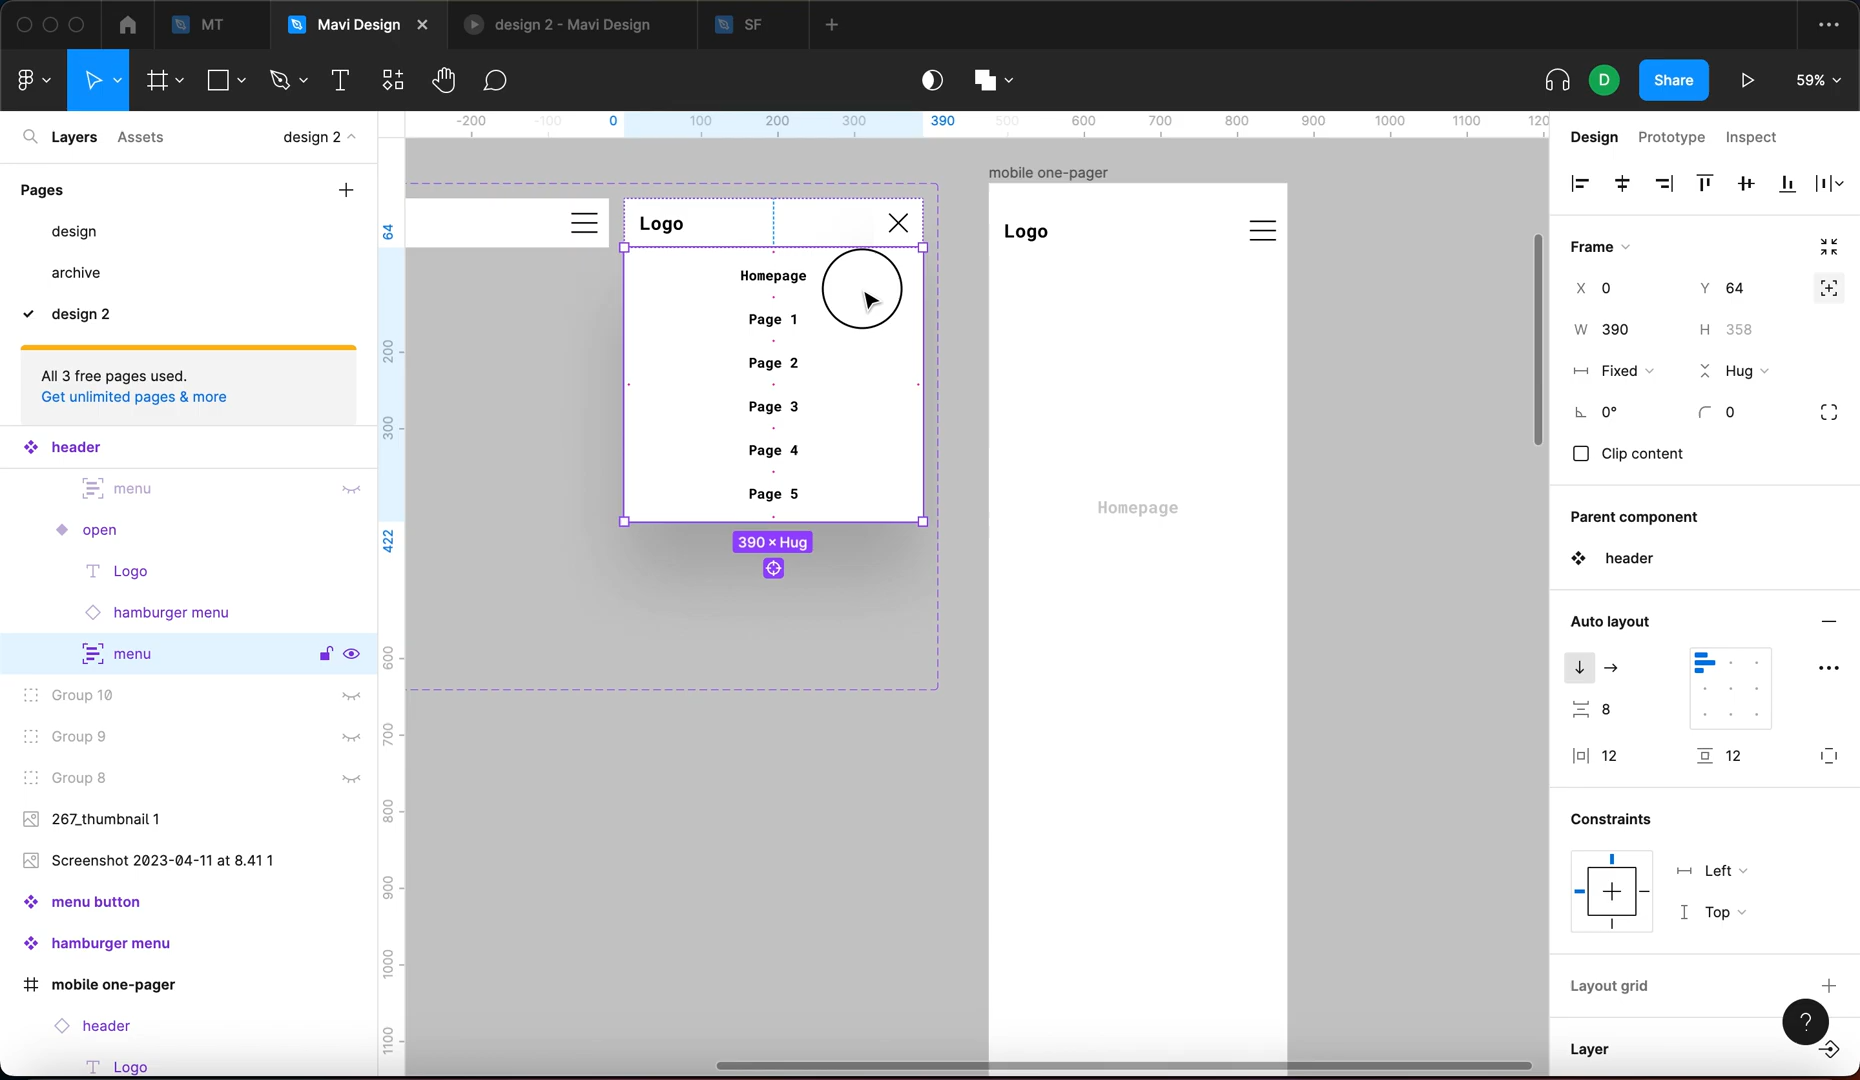 MT
Mavi Design
design 2 - Mavi Design
SF
D
Share
59%
Layers
Assets
design 2
Pages
design
archive
design 2
All 3 free pages used.
Get unlimited pages & more
header
menu
open
Logo
hamburger menu
menu
Group 10
Group 9
Group 8
267_thumbnail 1
Screenshot 2023-04-11 at 8.41 1
menu button
hamburger menu
mobile one-pager
header
Logo
-200
-100
0
100
200
300
390
500
600
700
800
900
1000
1100
120
64
200
300
422
600
700
800
900
1000
1100
Logo
Homepage
Page 1
Page 2
Page 3
Page 4
Page 5
390 × Hug
mobile one-pager
Logo
Homepage
Design
Prototype
Inspect
Frame
X 0
Y 64
W 390
H 358
Fixed
Hug
0°
0
Clip content
Parent component
header
Auto layout
8
12
12
Constraints
Left
Top
Layout grid
?
Layer